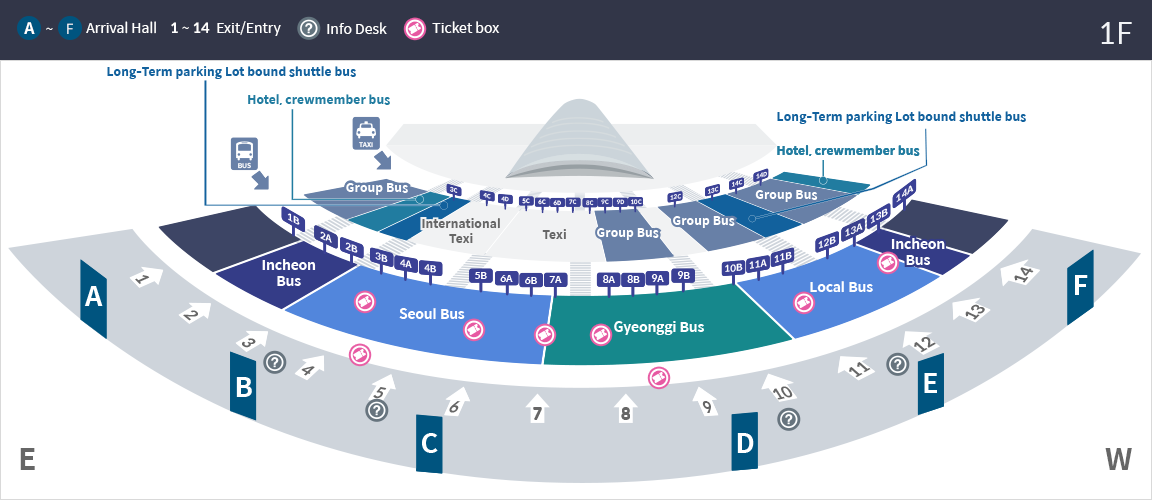 A ~ F Arrival Hall 1 ~ 14 Exit/Entry ? Info Desk Ticket box
1F
Long-Term parking Lot bound shuttle bus
Hotel, crewmember bus
Long-Term parking Lot bound shuttle bus
Hotel, crewmember bus
BUS
TAXI
Group Bus
3C
4C
4D
5C
6C
6D
7C
8C
9C
9D
10C
12C
13C
14C
14D
Group Bus
International
Texi
Texi
Group Bus
Group Bus
1B
2A
2B
3B
4A
4B
5B
6A
6B
7A
8A
8B
9A
9B
10B
11A
11B
12B
13A
13B
14A
Incheon
Bus
Seoul Bus
Gyeonggi Bus
Local Bus
Incheon
Bus
A
B
C
D
E
F
1
2
3
4
5
6
7
8
9
10
11
12
13
14
?
?
?
?
E
W